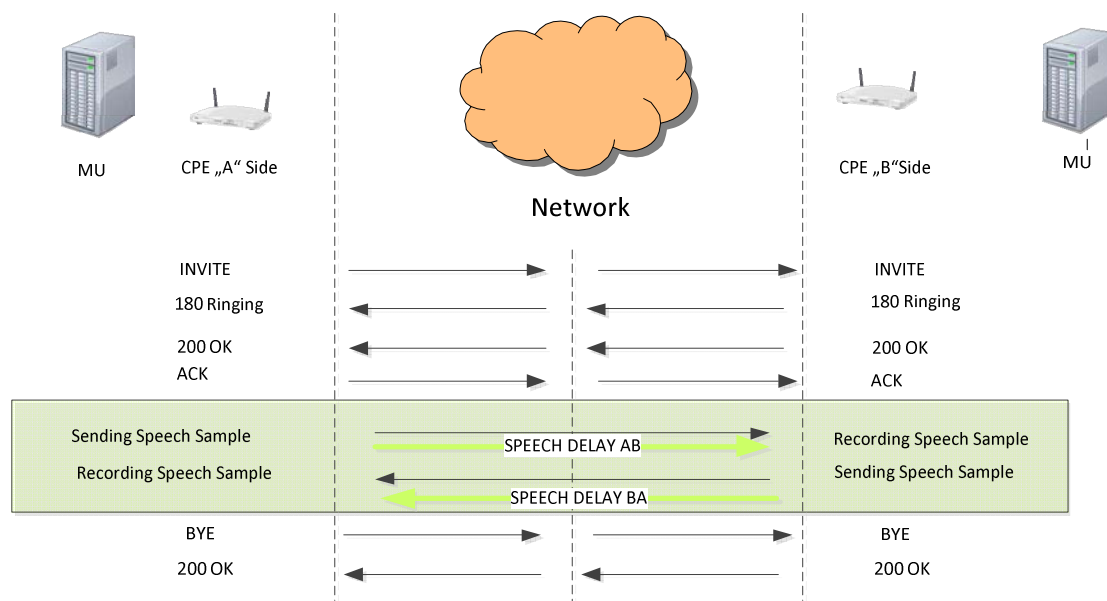 MU
CPE „A“ Side
CPE „B“Side
MU
Network
INVITE
INVITE
180 Ringing
180 Ringing
200 OK
200 OK
ACK
ACK
Sending Speech Sample
SPEECH DELAY AB
Recording Speech Sample
Recording Speech Sample
Sending Speech Sample
SPEECH DELAY BA
BYE
BYE
200 OK
200 OK